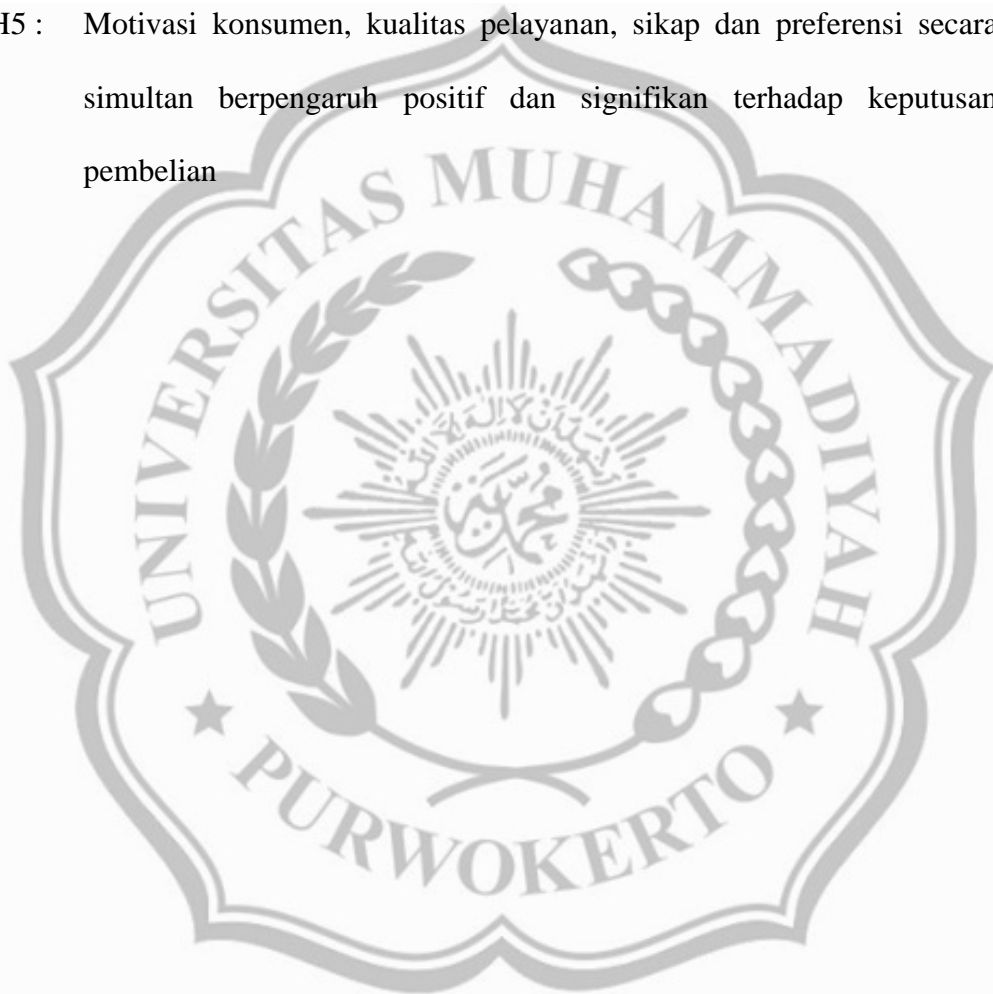 H5 : Motivasi konsumen, kualitas pelayanan, sikap dan preferensi secara
simultan berpengaruh positif dan signifikan terhadap keputusan
pembelian
UNIVERSITAS MUHAMMADIYAH
PURWOKERTO